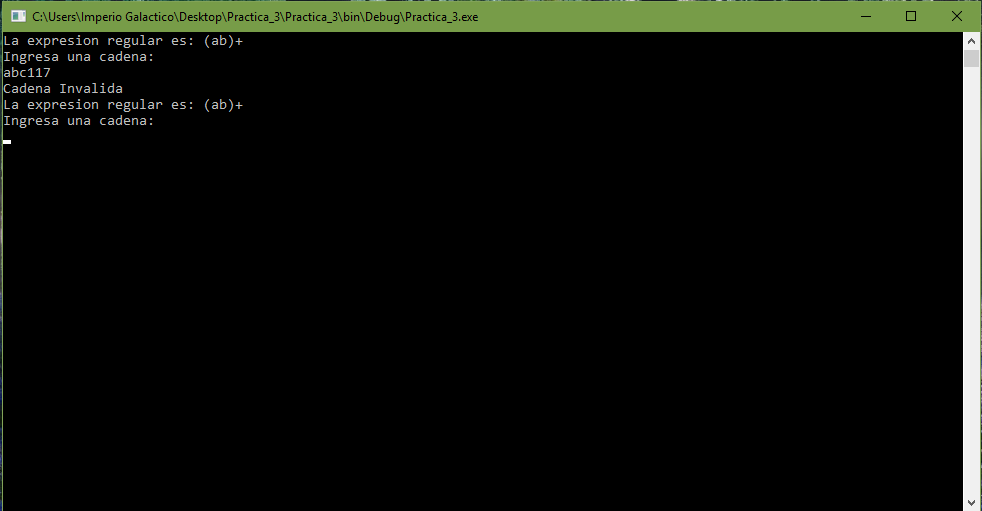 C:\Users\Imperio Galactico\Desktop\Practica_3\Practica_3\bin\Debug\Practica_3.exe
La expresion regular es: (ab)+
Ingresa una cadena:
abc117
Cadena Invalida
La expresion regular es: (ab)+
Ingresa una cadena: